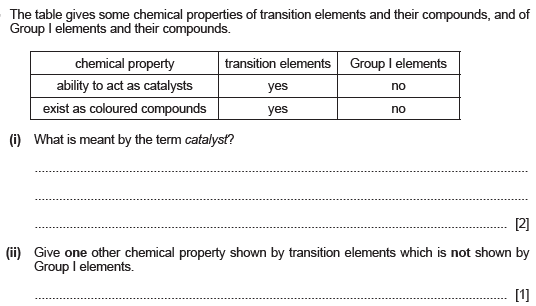 The table gives some chemical properties of transition elements and their compounds, and of
Group I elements and their compounds.
chemical property transition elements Group I elements
ability to act as catalysts yes no
exist as coloured compounds yes no
(i) What is meant by the term catalyst?
[2]
(ii) Give one other chemical property shown by transition elements which is not shown by
Group I elements.
[1]